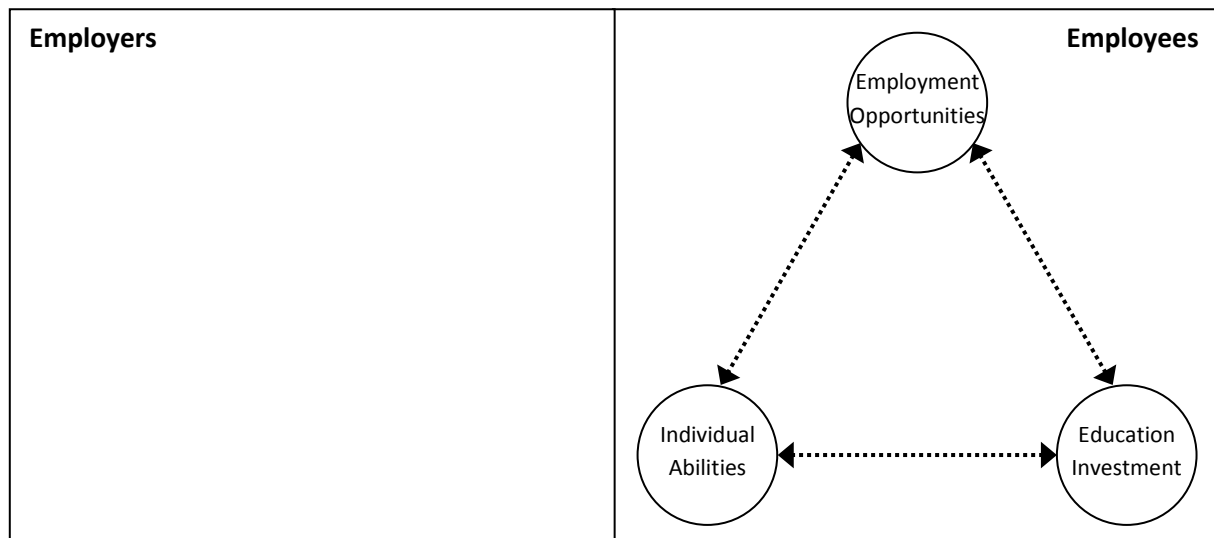 Employers
Employees
Employment
Opportunities
Individual
Abilities
Education
Investment